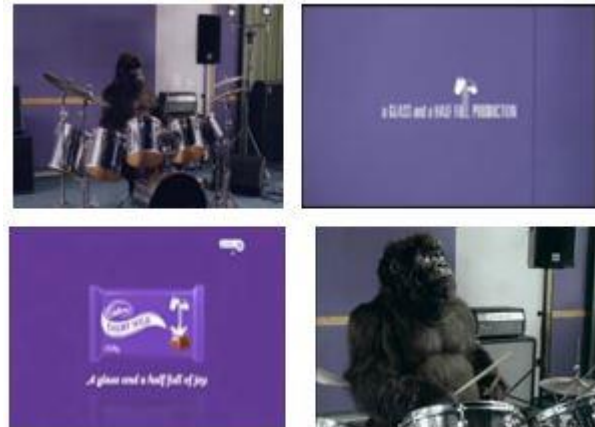 a GLASS and a HALF FULL PRODUCTION
Cadbury
DAIRY MILK
A glass and a half full of joy